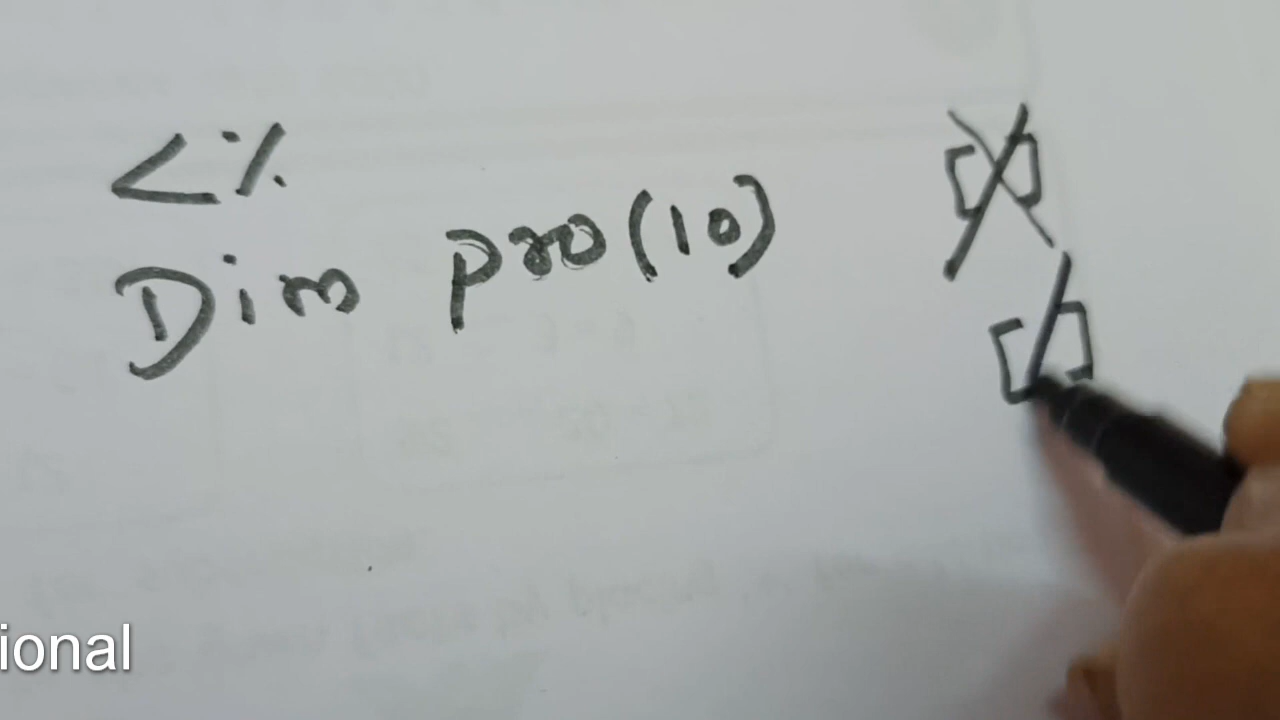 <%
Dim pro(10)
[]
[]
ional